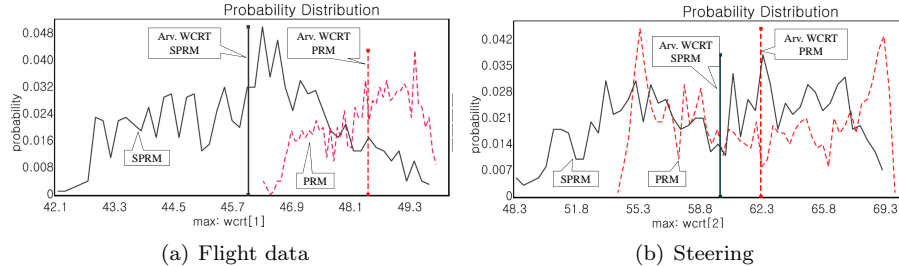 Probability Distribution
0.048
0.040
0.032
0.024
0.016
0.008
0
probability
Arv. WCRT
SPRM
Arv. WCRT
PRM
SPRM
PRM
42.1 43.3 44.5 45.7 46.9 48.1 49.3
max: wcrt[1]
(a) Flight data
Probability Distribution
0.042
0.035
0.028
0.021
0.014
0.007
0
probability
Arv. WCRT
SPRM
Arv. WCRT
PRM
SPRM
PRM
48.3 51.8 55.3 58.8 62.3 65.8 69.3
max: wcrt[2]
(b) Steering